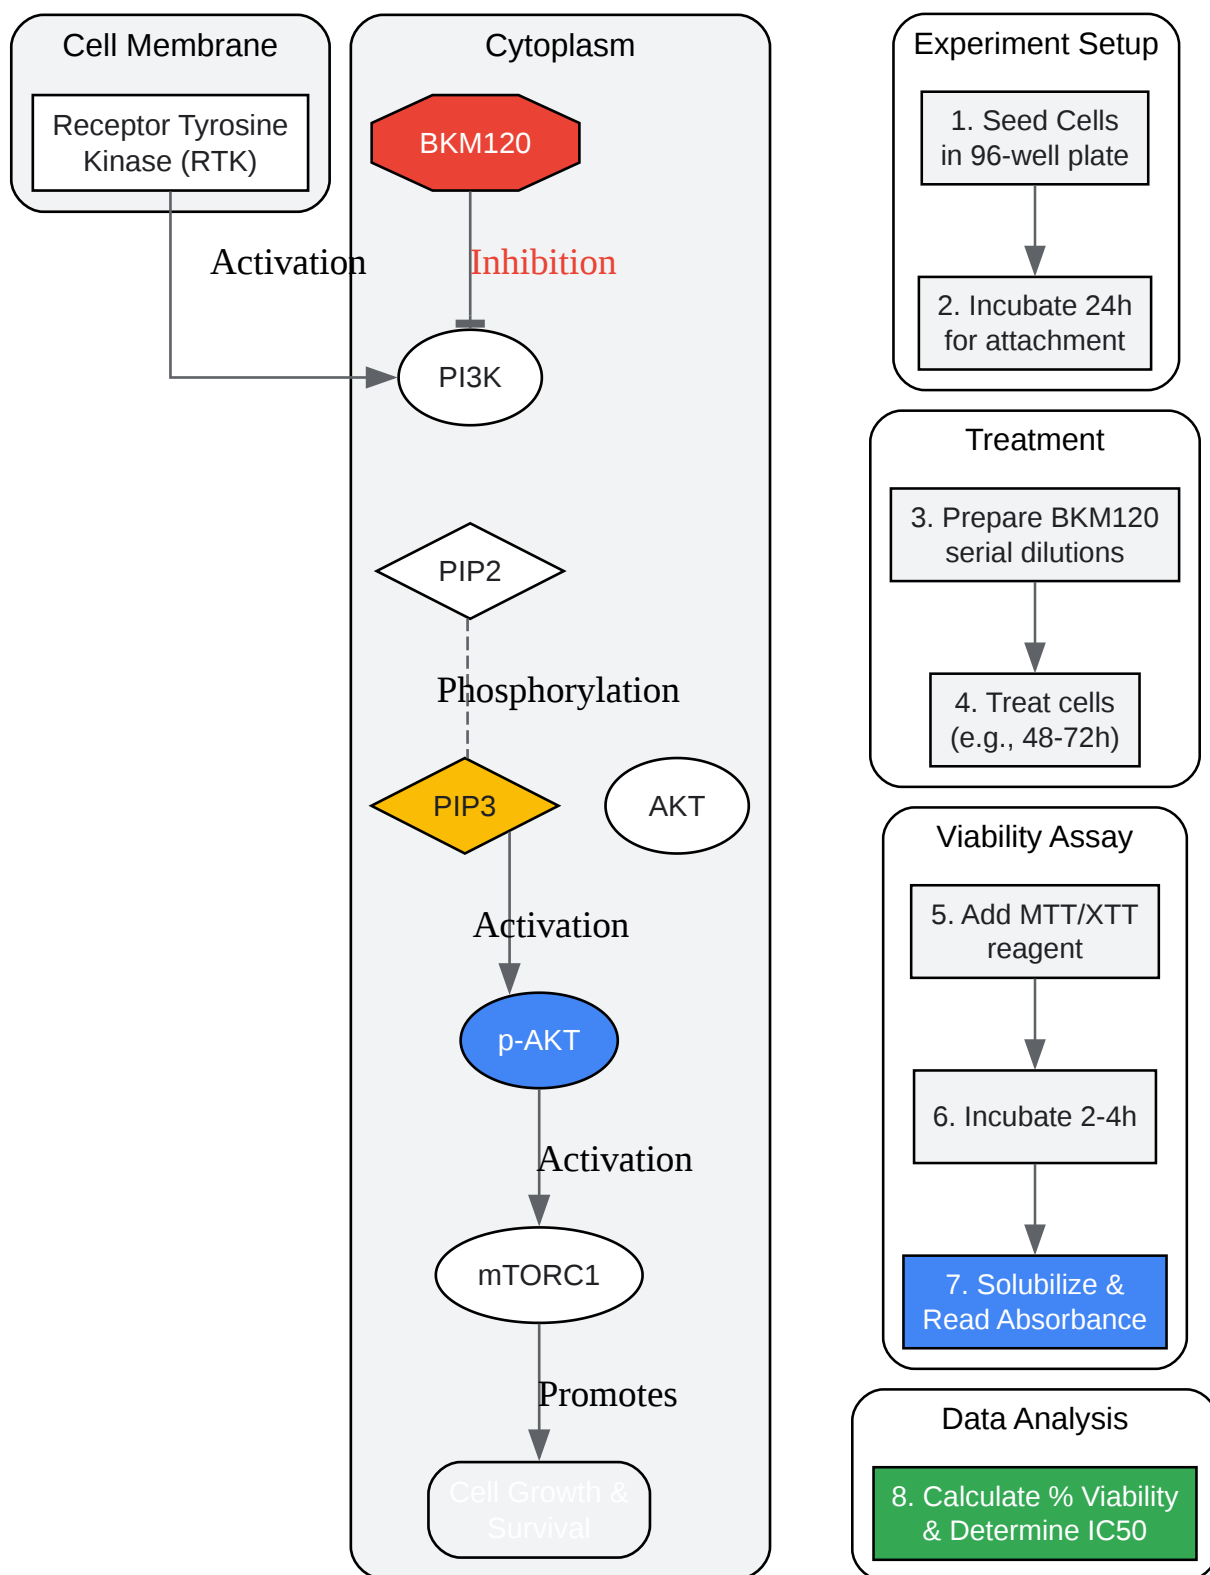 Cell Membrane
Receptor Tyrosine
Kinase (RTK)
Cytoplasm
BKM120
Activation
Inhibition
PI3K
PIP2
Phosphorylation
PIP3
AKT
Activation
p-AKT
Activation
mTORC1
Promotes
Cell Growth &
Survival
Experiment Setup
1. Seed Cells
in 96-well plate
2. Incubate 24h
for attachment
Treatment
3. Prepare BKM120
serial dilutions
4. Treat cells
(e.g., 48-72h)
Viability Assay
5. Add MTT/XTT
reagent
6. Incubate 2-4h
7. Solubilize &
Read Absorbance
Data Analysis
8. Calculate % Viability
& Determine IC50